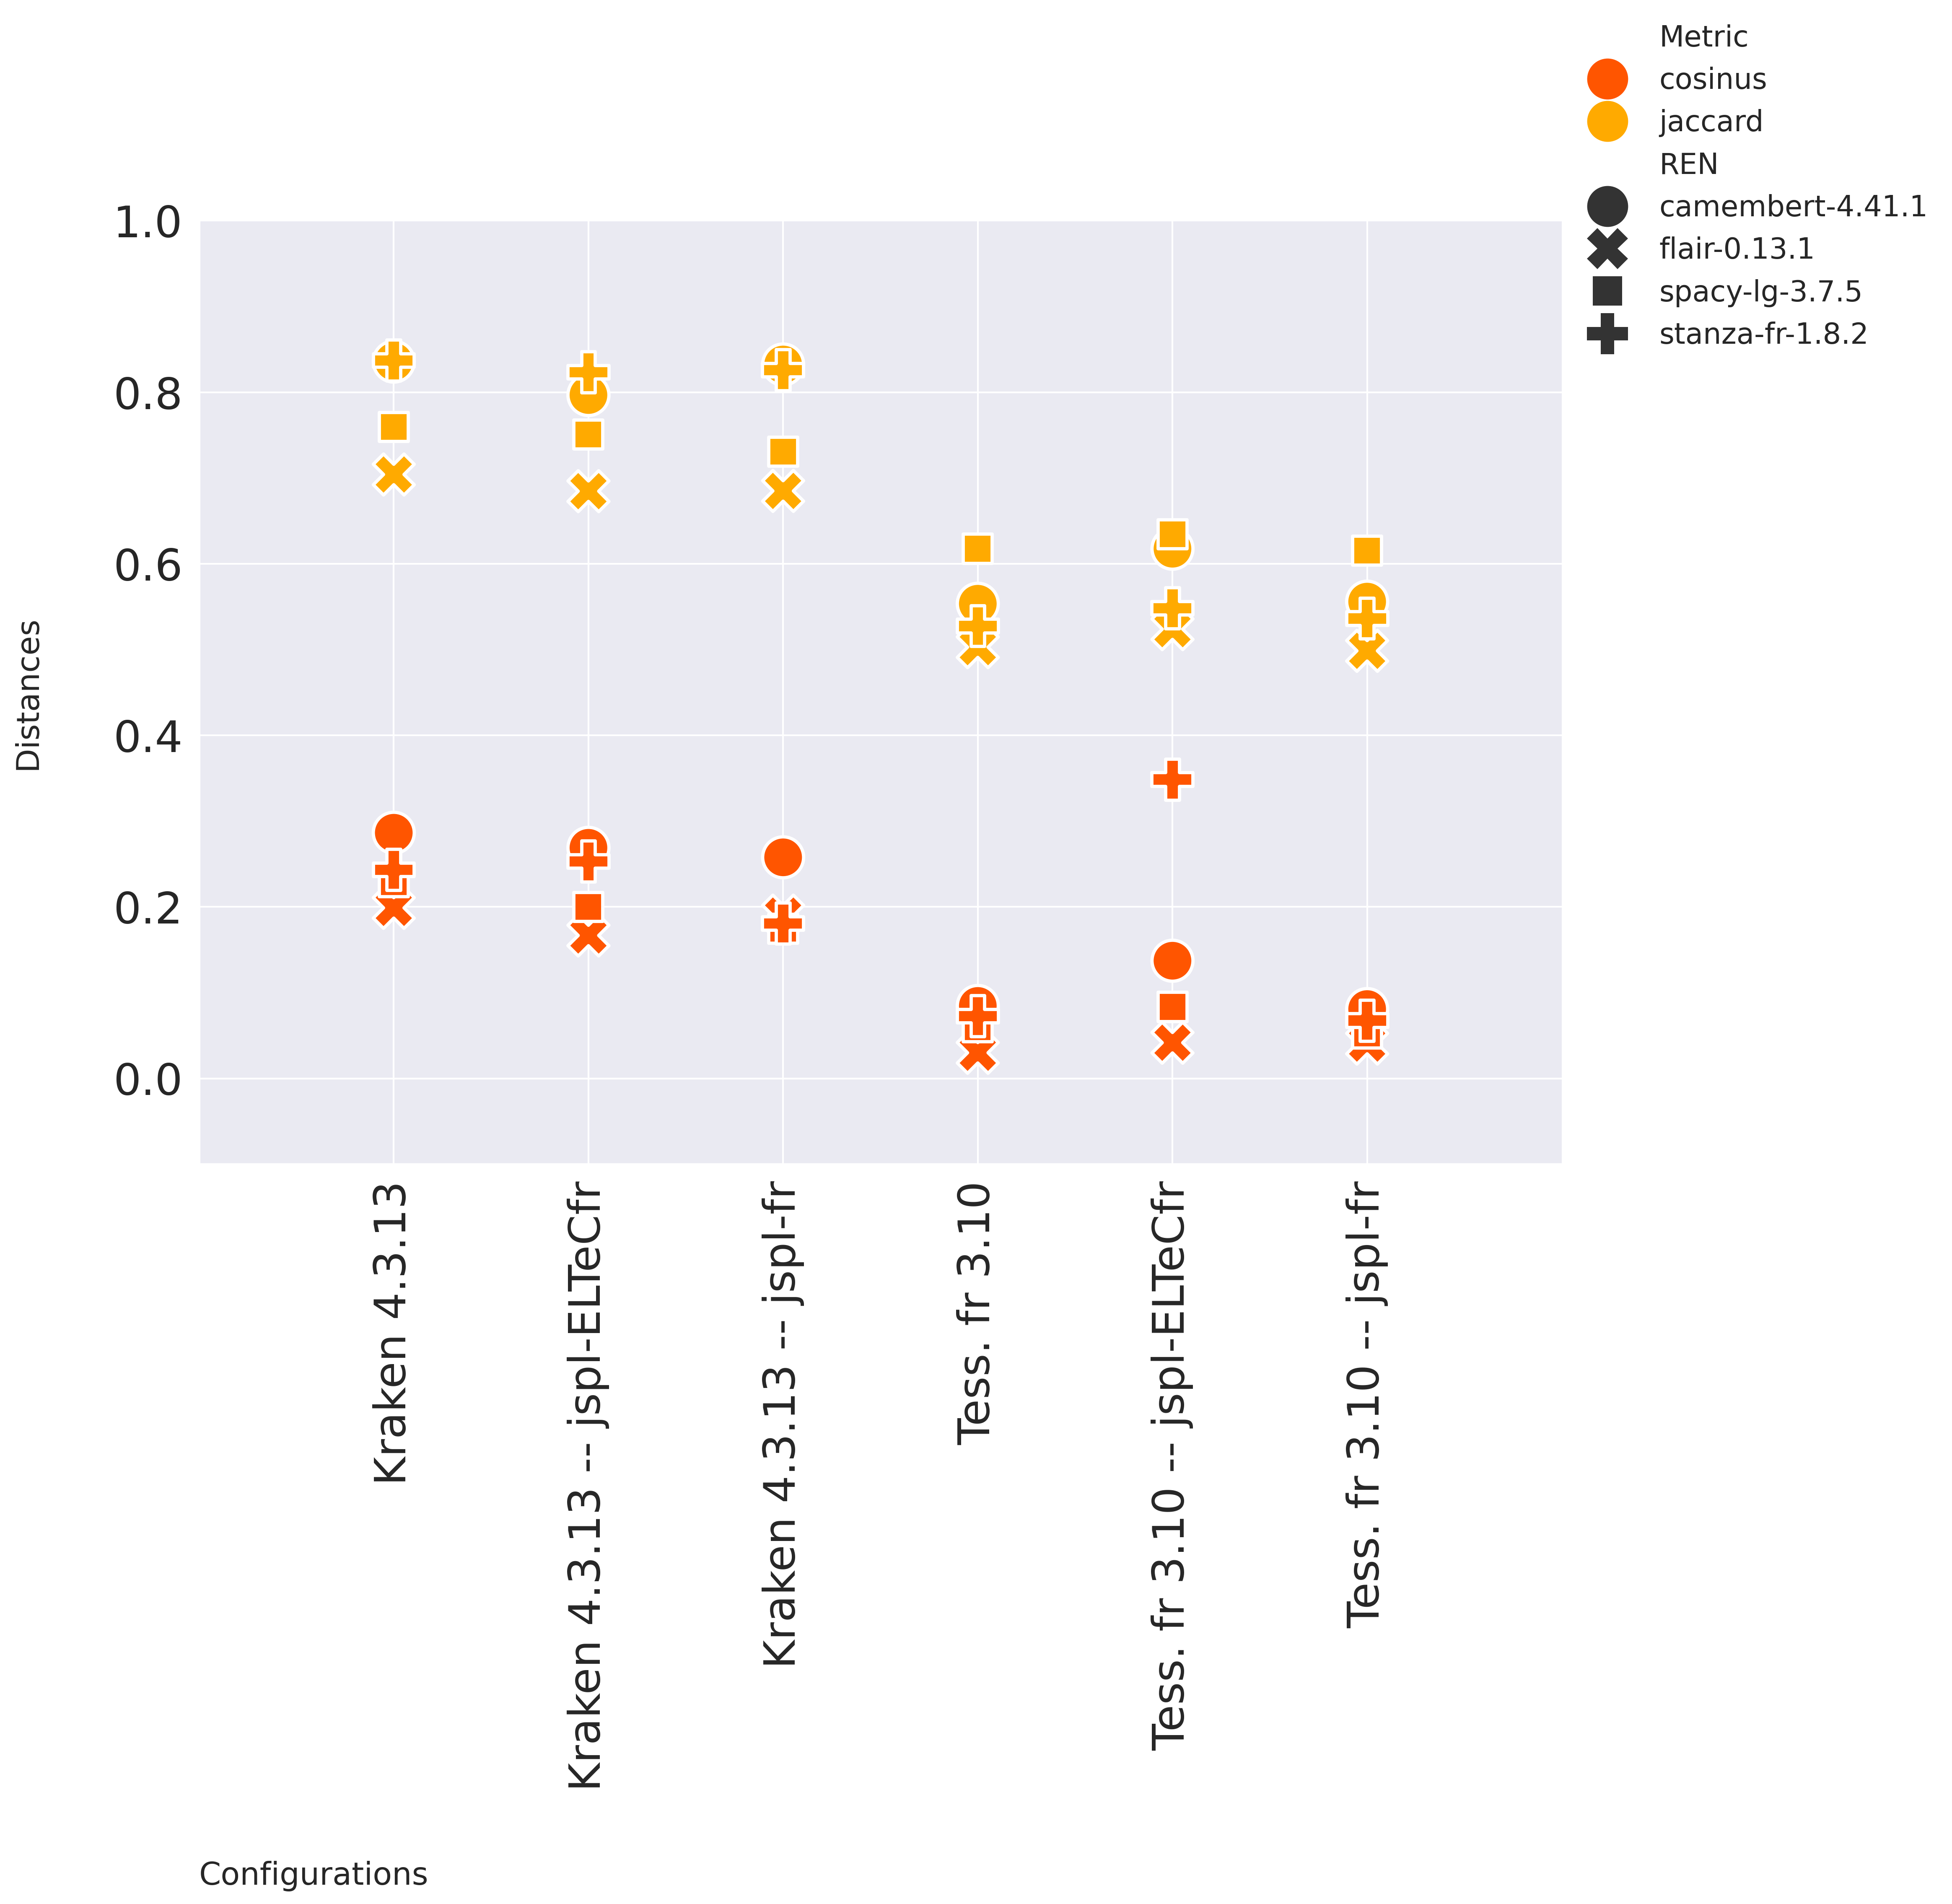 Metric
cosinus
jaccard
REN
camembert-4.41.1
flair-0.13.1
spacy-lg-3.7.5
stanza-fr-1.8.2
1.0
0.8
0.6
0.4
0.2
0.0
Distances
Kraken 4.3.13
Kraken 4.3.13 -- jspl-ELTeCfr
Kraken 4.3.13 -- jspl-fr
Tess. fr 3.10
Tess. fr 3.10 -- jspl-ELTeCfr
Tess. fr 3.10 -- jspl-fr
Configurations